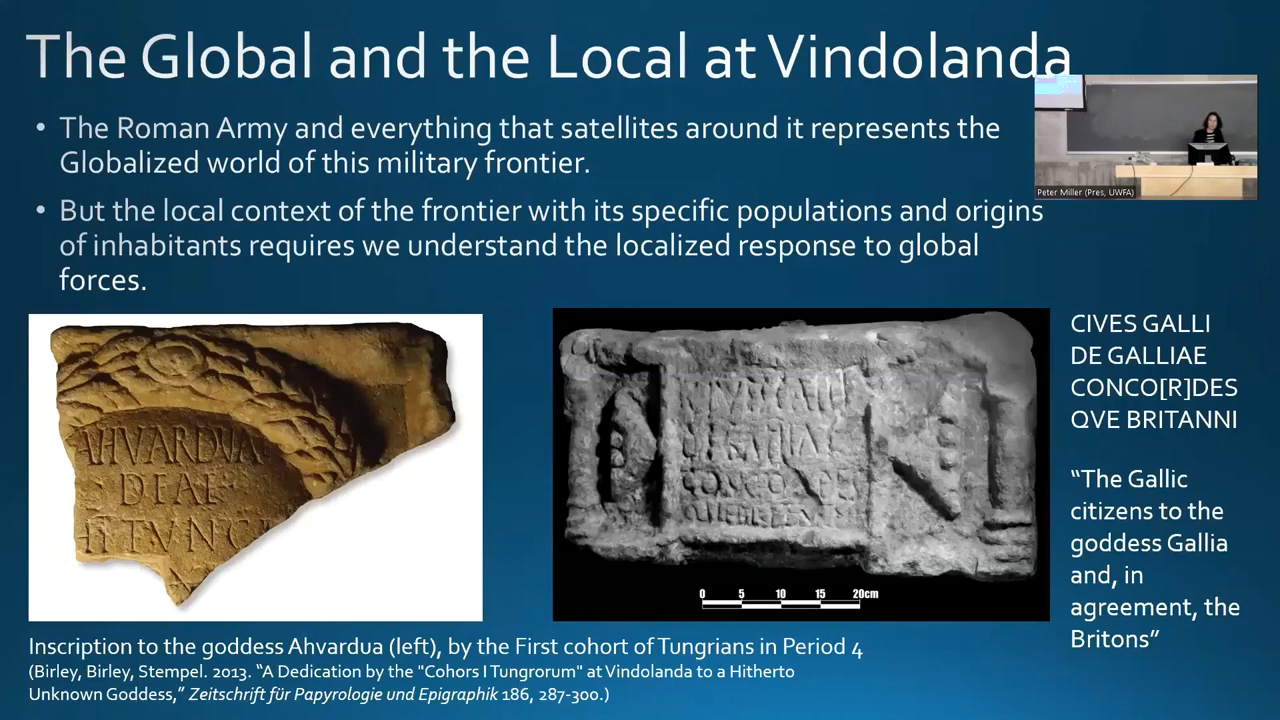 The Global and the Local at Vindolanda
• The Roman Army and everything that satellites around it represents the
Globalized world of this military frontier.
• But the local context of the frontier with its specific populations and origins
of inhabitants requires we understand the localized response to global
forces.
Peter Miller (Pres, UWFA)
AHVARDVA
DEAE
H I TVNG
0 5 10 15 20cm
CIVES GALLI
DE GALLIAE
CONCO[R]DES
QVE BRITANNI
“The Gallic
citizens to the
goddess Gallia
and, in
agreement, the
Britons”
Inscription to the goddess Ahvardua (left), by the First cohort of Tungrians in Period 4
(Birley, Birley, Stempel. 2013. “A Dedication by the "Cohors I Tungrorum" at Vindolanda to a Hitherto
Unknown Goddess,” Zeitschrift für Papyrologie und Epigraphik 186, 287-300.)